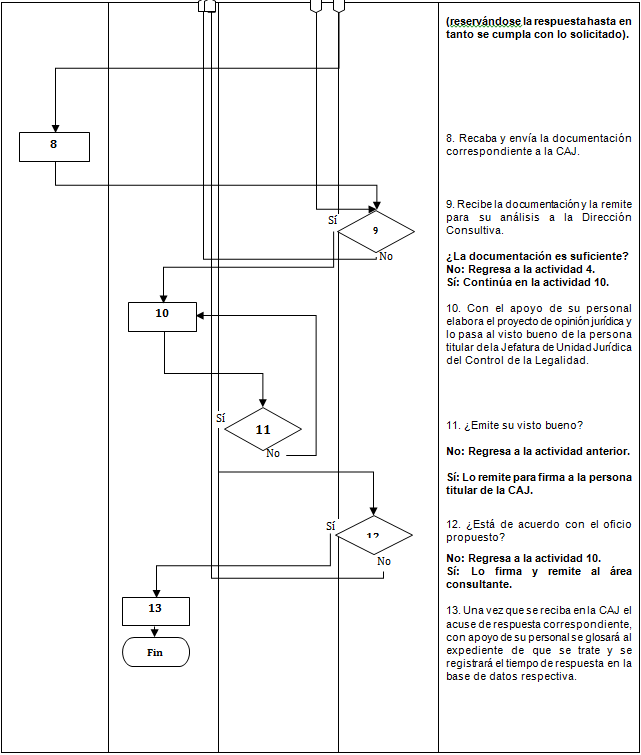 (reservándose la respuesta hasta en
tanto se cumpla con lo solicitado).
8
8. Recaba y envía la documentación
correspondiente a la CAJ.
9. Recibe la documentación y la remite
para su análisis a la Dirección
Consultiva.
Sí
9
No
¿La documentación es suficiente?
No: Regresa a la actividad 4.
Sí: Continúa en la actividad 10.
10
10. Con el apoyo de su personal
elabora el proyecto de opinión jurídica y
lo pasa al visto bueno de la persona
titular de la Jefatura de Unidad Jurídica
del Control de la Legalidad.
Sí
11
No
11. ¿Emite su visto bueno?
No: Regresa a la actividad anterior.
Sí: Lo remite para firma a la persona
titular de la CAJ.
Sí
12
No
12. ¿Está de acuerdo con el oficio
propuesto?
No: Regresa a la actividad 10.
Sí: Lo firma y remite al área
consultante.
13
13. Una vez que se reciba en la CAJ el
acuse de respuesta correspondiente,
con apoyo de su personal se glosará al
expediente de que se trate y se
registrará el tiempo de respuesta en la
base de datos respectiva.
Fin